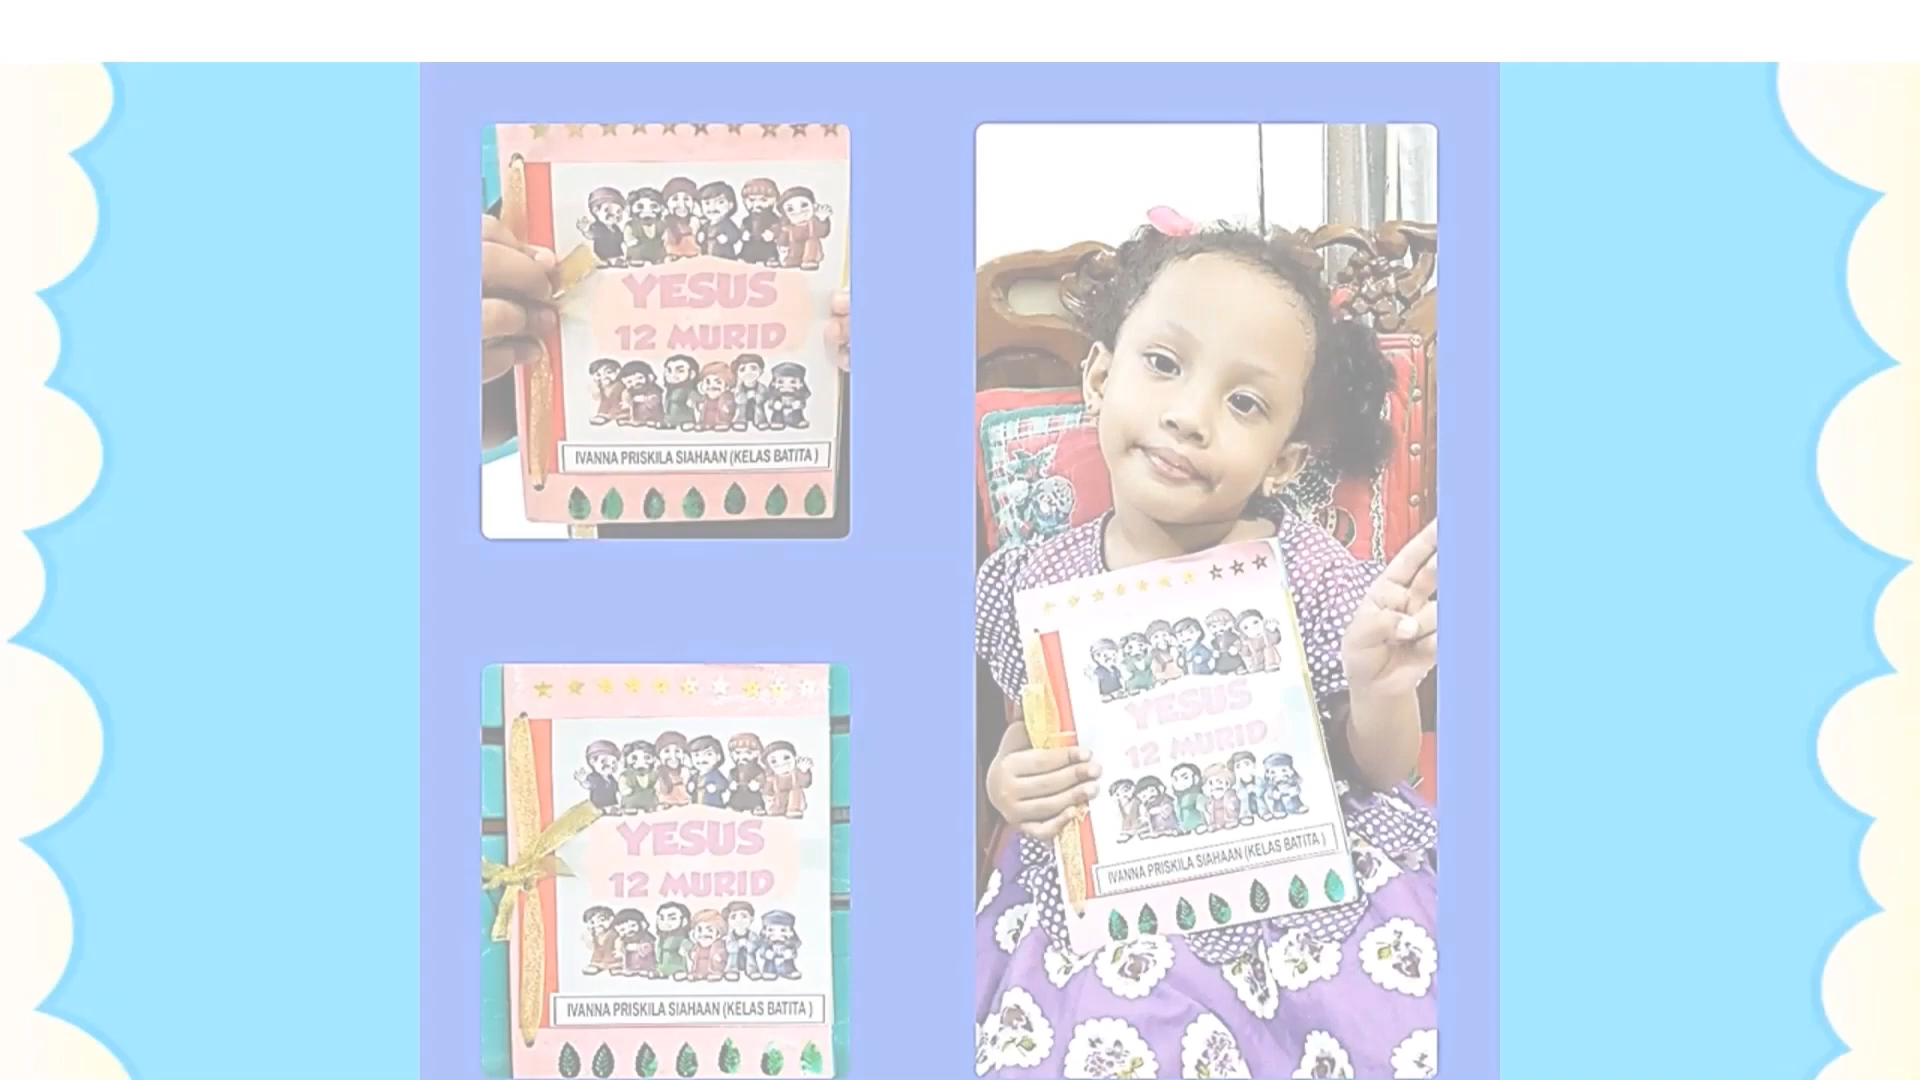 YESUS
12 MURID
IVANNA PRISKILA SIAHAAN (KELAS BATITA )
YESUS
12 MURID
IVANNA PRISKILA SIAHAAN (KELAS BATITA )
YESUS
12 MURID
IVANNA PRISKILA SIAHAAN (KELAS BATITA )